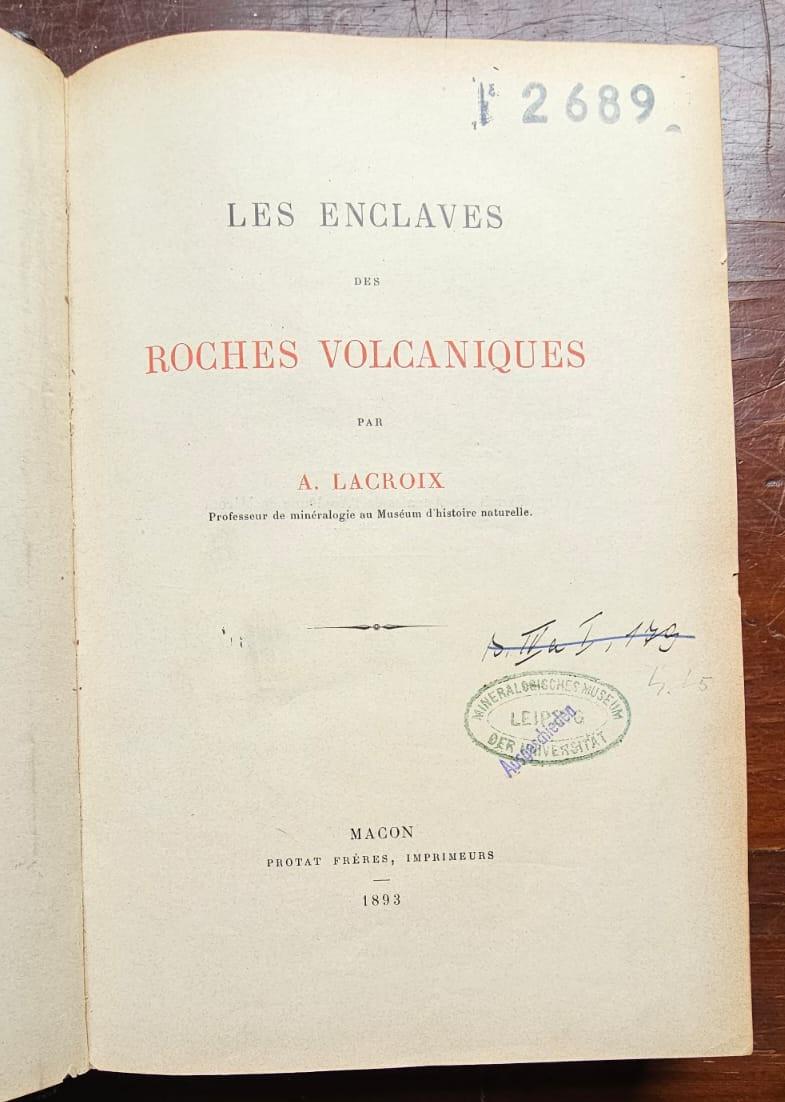 2689
LES ENCLAVES
DES
ROCHES VOLCANIQUES
PAR
A. LACROIX
Professeur de minéralogie au Muséum d'histoire naturelle.
MINERALOGISCHES MUSEUM
LEIPZIG
DER UNIVERSITÄT
Ausgeschieden
MACON
PROTAT FRÈRES, IMPRIMEURS
1893